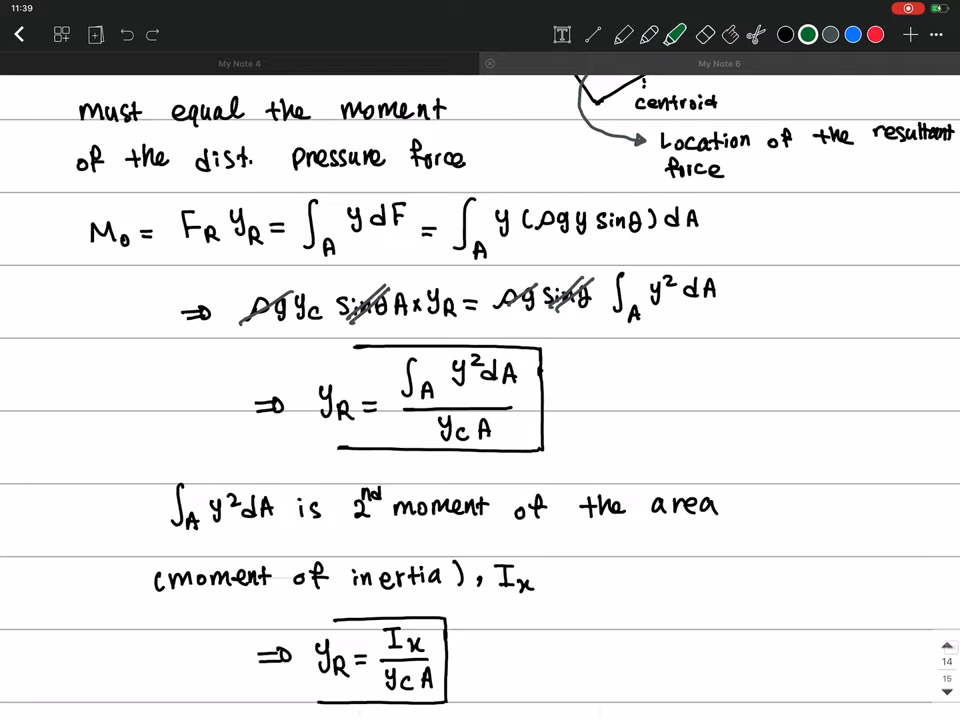 11:39
My Note 4
My Note 6
centroid
must equal the moment
of the dist. pressure force
Location of the resultant
force
M₀ = F_R y_R = ∫_A y dF = ∫_A y (ρg y sinθ) dA
⇒ ρg y_c sinθ A × y_R = ρg sinθ ∫_A y² dA
⇒ y_R = ∫_A y² dA / y_c A
∫_A y² dA is 2nd moment of the area
(moment of inertia), I_x
⇒ y_R = I_x / y_c A
14
15